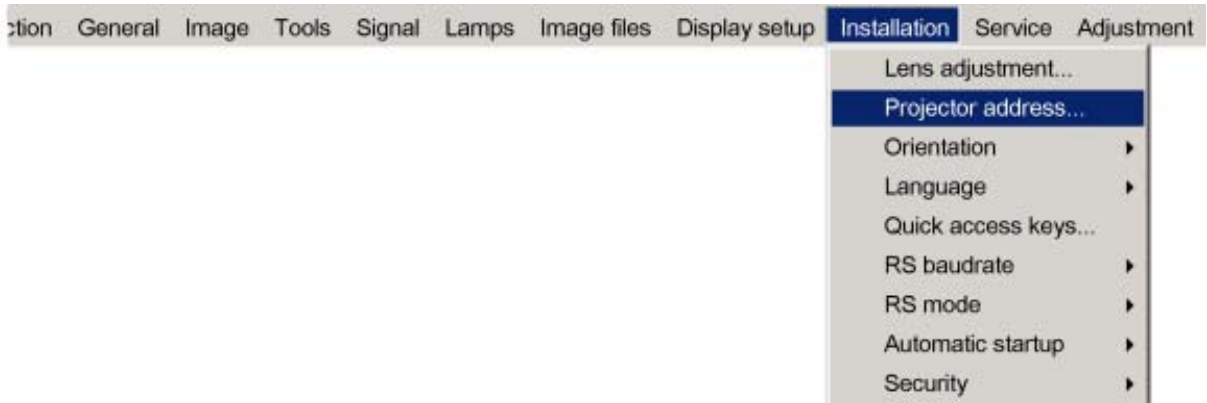 ction General Image Tools Signal Lamps Image files Display setup Installation Service Adjustment
Lens adjustment...
Projector address...
Orientation
Language
Quick access keys...
RS baudrate
RS mode
Automatic startup
Security